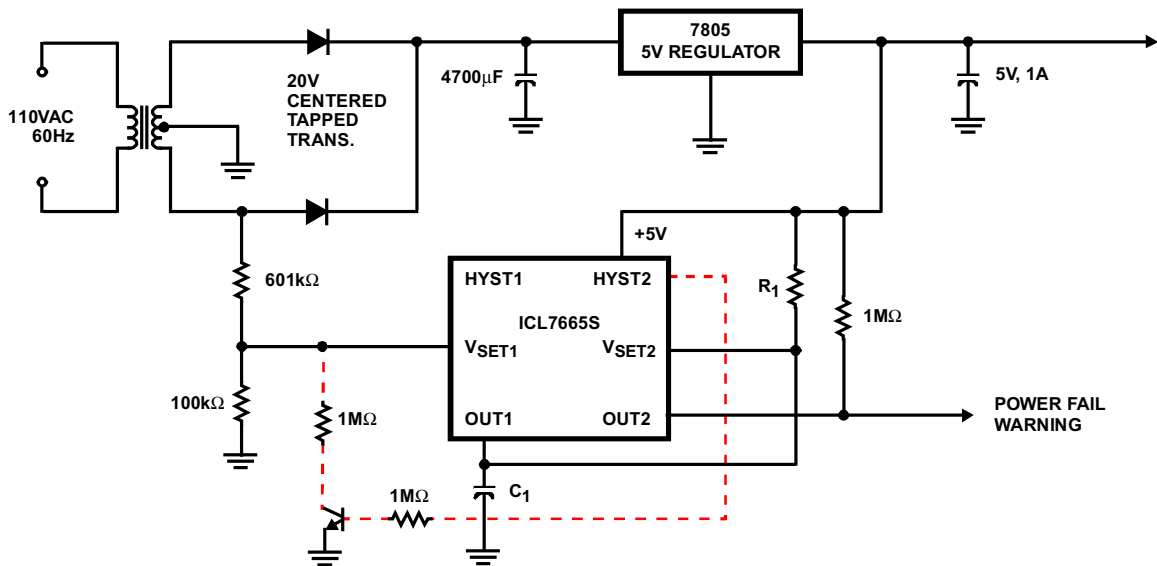 110VAC
60Hz
20V
CENTERED
TAPPED
TRANS.
4700μF
7805
5V REGULATOR
5V, 1A
+5V
601kΩ
100kΩ
HYST1
HYST2
ICL7665S
VSET1
VSET2
OUT1
OUT2
R1
1MΩ
POWER FAIL
WARNING
1MΩ
1MΩ
C1